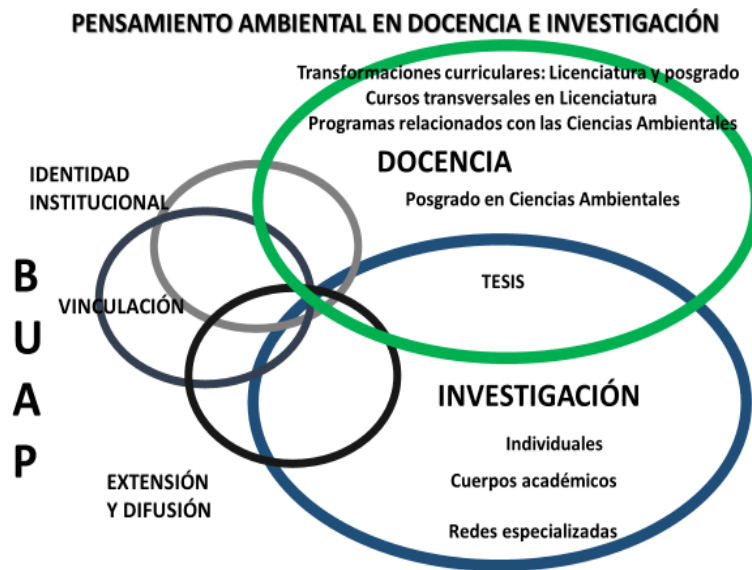 PENSAMIENTO AMBIENTAL EN DOCENCIA E INVESTIGACIÓN
Transformaciones curriculares: Licenciatura y posgrado
Cursos transversales en Licenciatura
Programas relacionados con las Ciencias Ambientales
DOCENCIA
Posgrado en Ciencias Ambientales
IDENTIDAD
INSTITUCIONAL
VINCULACIÓN
B
U
A
P
TESIS
INVESTIGACIÓN
Individuales
Cuerpos académicos
Redes especializadas
EXTENSIÓN
Y DIFUSIÓN